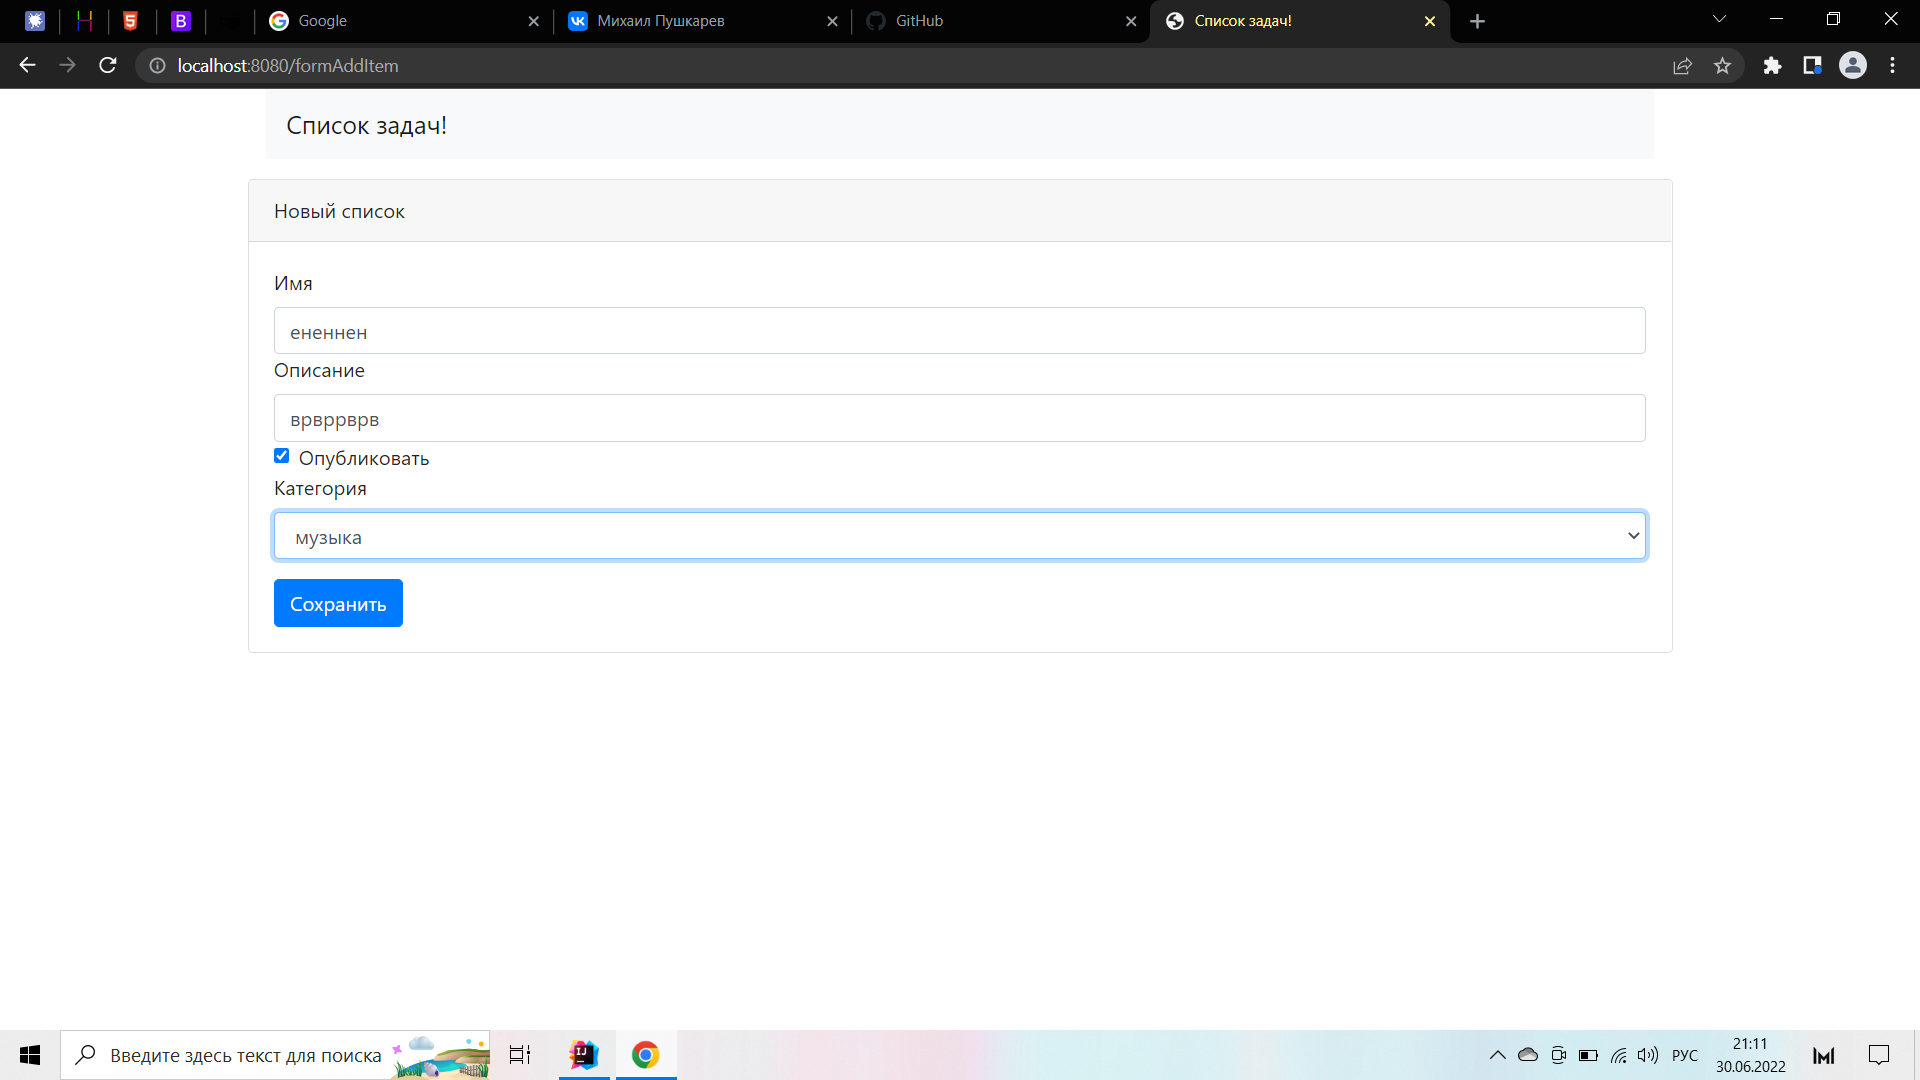 Google
Михаил Пушкарев
GitHub
Список задач!
localhost:8080/formAddItem
Список задач!
Новый список
Имя
ененнен
Описание
врврврврв
Опубликовать
Категория
музыка
Сохранить
Введите здесь текст для поиска
РУС
21:11
30.06.2022